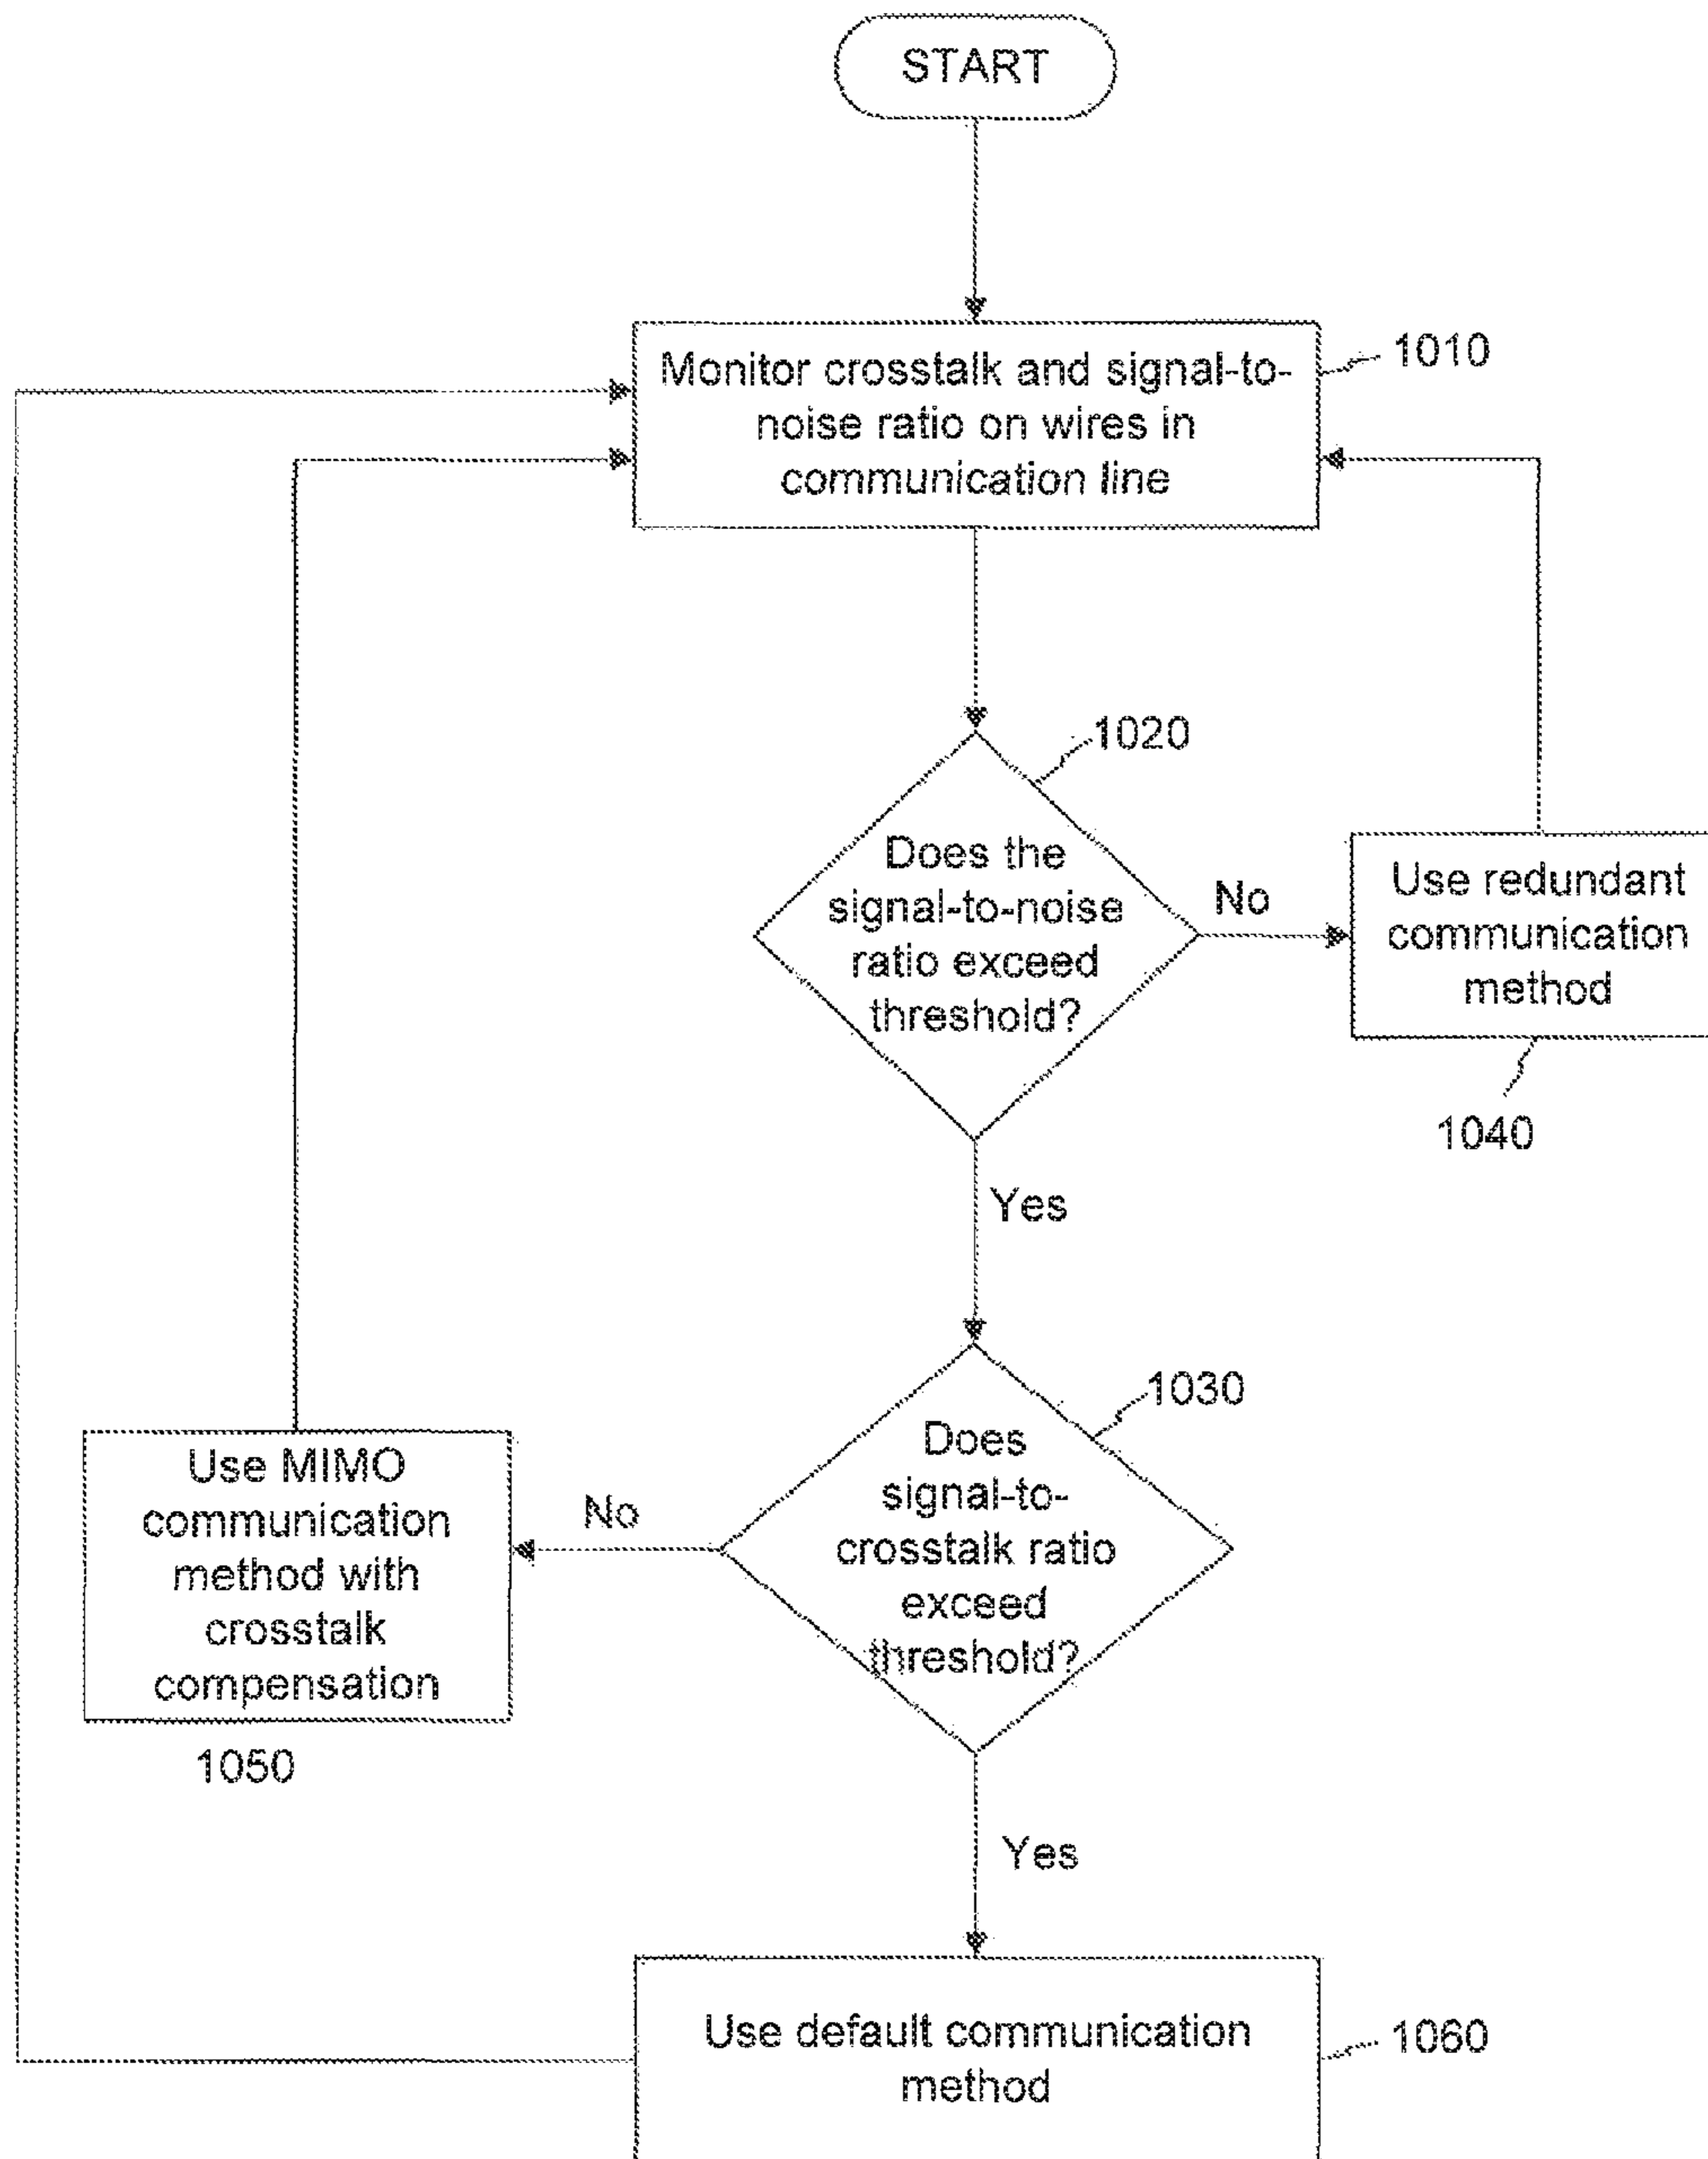 START
Monitor crosstalk and signal-to-
noise ratio on wires in
communication line
1010
1020
Does the
signal-to-noise
ratio exceed
threshold?
No
Use redundant
communication
method
1040
Yes
1030
Does
signal-to-
crosstalk ratio
exceed
threshold?
No
Use MIMO
communication
method with
crosstalk
compensation
1050
Yes
Use default communication
method
1060